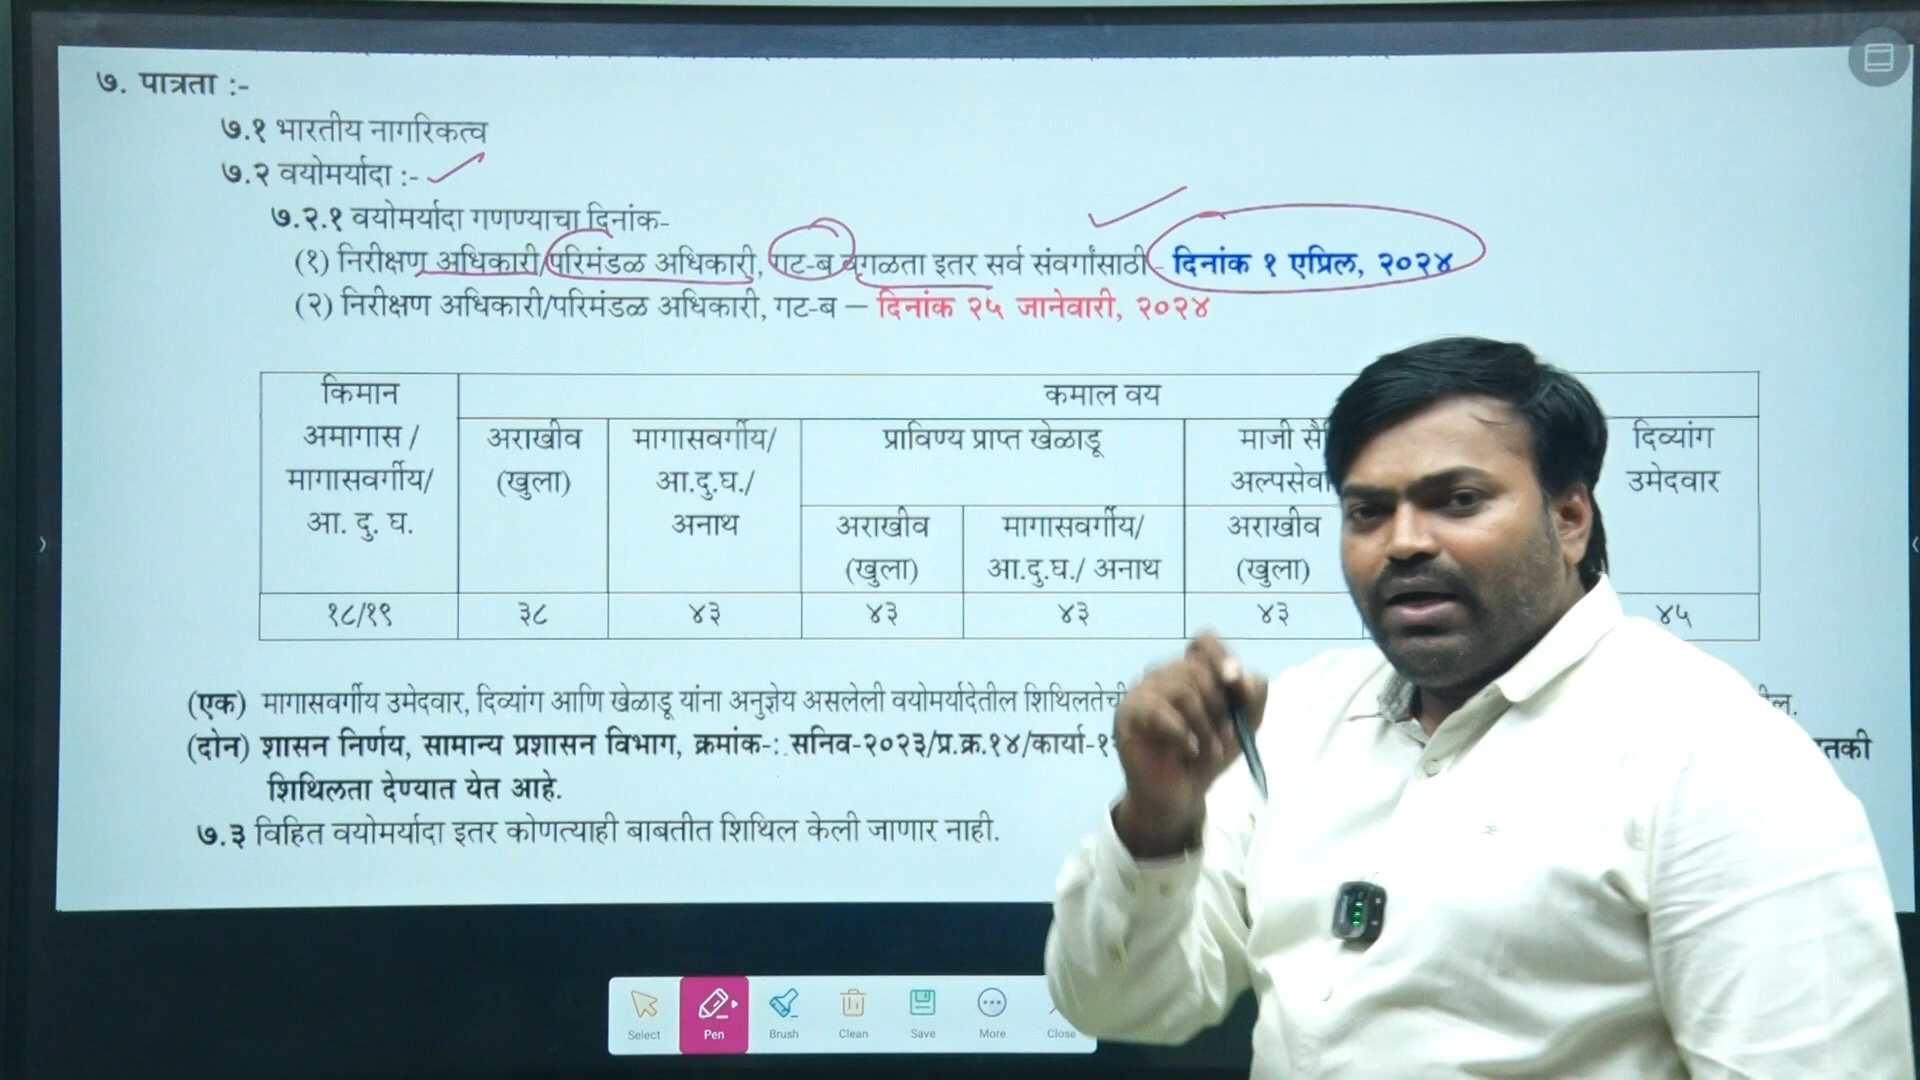 ७. पात्रता :-
७.१ भारतीय नागरिकत्व
७.२ वयोमर्यादा :-
७.२.१ वयोमर्यादा गणण्याचा दिनांक-
(१) निरीक्षण अधिकारी/परिमंडळ अधिकारी, गट-ब वगळता इतर सर्व संवर्गांसाठी - दिनांक १ एप्रिल, २०२४
(२) निरीक्षण अधिकारी/परिमंडळ अधिकारी, गट-ब – दिनांक २५ जानेवारी, २०२४
किमान अमागास / मागासवर्गीय/ आ. दु. घ.
कमाल वय
अराखीव (खुला)
मागासवर्गीय/ आ.दु.घ./ अनाथ
प्राविण्य प्राप्त खेळाडू
माजी
दिव्यांग उमेदवार
अराखीव (खुला)
मागासवर्गीय/ आ.दु.घ./ अनाथ
अराखीव (खुला)
१८/१९ ३८ ४३ ४३ ४३ ४३ ४५
(एक) मागासवर्गीय उमेदवार, दिव्यांग आणि खेळाडू यांना अनुज्ञेय असलेली वयोमर्यादेतील
(दोन) शासन निर्णय, सामान्य प्रशासन विभाग, क्रमांक-: सनिव-२०२३/प्र.क्र.१४/कार्या-
शिथिलता देण्यात येत आहे.
७.३ विहित वयोमर्यादा इतर कोणत्याही बाबतीत शिथिल केली जाणार नाही.
Select Pen Brush Clean Save More Close